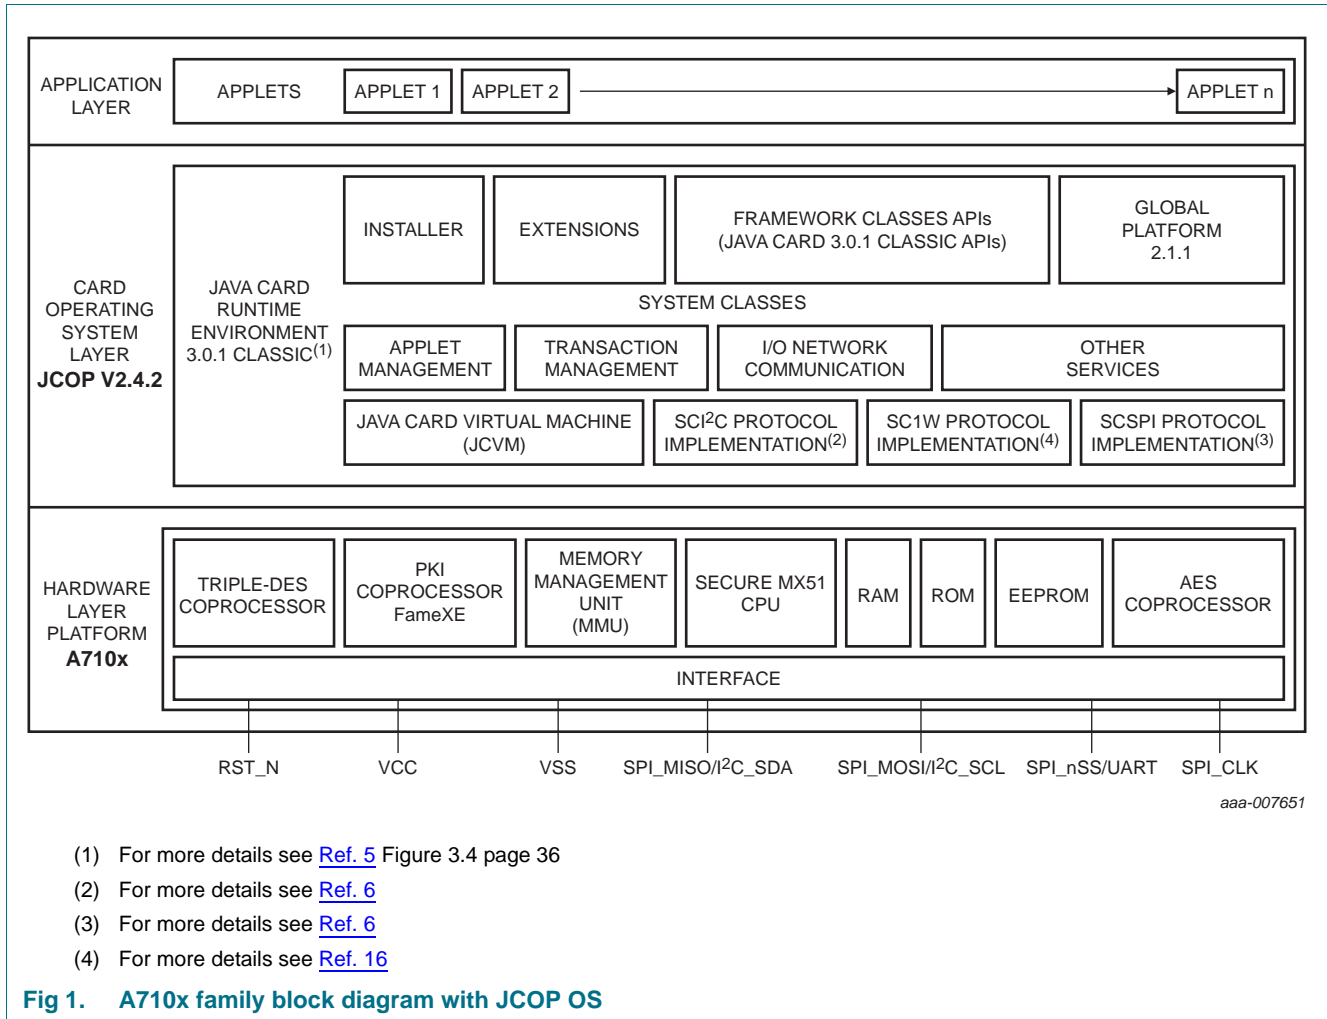 APPLICATION
LAYER
APPLETS
APPLET 1
APPLET 2
APPLET n
CARD
OPERATING
SYSTEM
LAYER
JCOP V2.4.2
JAVA CARD
RUNTIME
ENVIRONMENT
3.0.1 CLASSIC(1)
INSTALLER
EXTENSIONS
FRAMEWORK CLASSES APIs
(JAVA CARD 3.0.1 CLASSIC APIs)
GLOBAL
PLATFORM
2.1.1
SYSTEM CLASSES
APPLET
MANAGEMENT
TRANSACTION
MANAGEMENT
I/O NETWORK
COMMUNICATION
OTHER
SERVICES
JAVA CARD VIRTUAL MACHINE
(JCVM)
SCI²C PROTOCOL
IMPLEMENTATION(2)
SC1W PROTOCOL
IMPLEMENTATION(4)
SCSPI PROTOCOL
IMPLEMENTATION(3)
HARDWARE
LAYER
PLATFORM
A710x
TRIPLE-DES
COPROCESSOR
PKI
COPROCESSOR
FameXE
MEMORY
MANAGEMENT
UNIT
(MMU)
SECURE MX51
CPU
RAM
ROM
EEPROM
AES
COPROCESSOR
INTERFACE
RST_N
VCC
VSS
SPI_MISO/I²C_SDA
SPI_MOSI/I²C_SCL
SPI_nSS/UART
SPI_CLK
aaa-007651
(1) For more details see Ref. 5 Figure 3.4 page 36
(2) For more details see Ref. 6
(3) For more details see Ref. 6
(4) For more details see Ref. 16
Fig 1. A710x family block diagram with JCOP OS